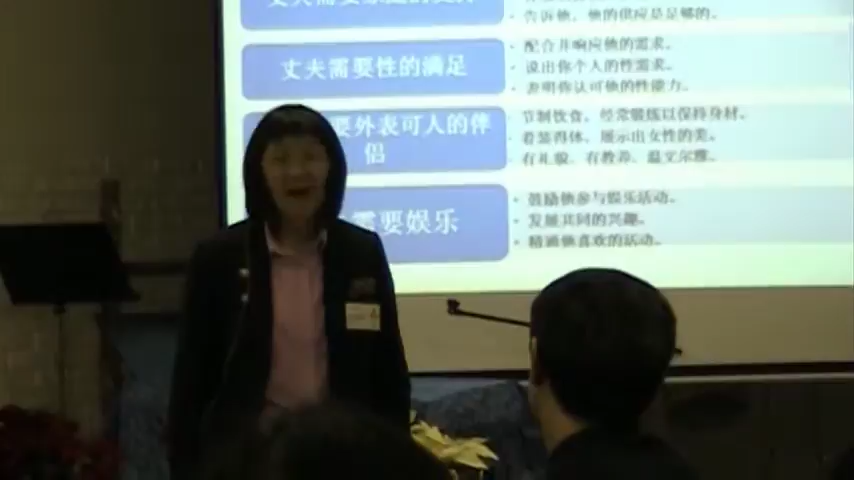 告诉他，他的供应是足够的。
丈夫需要性的满足
配合并响应他的需求。
说出你个人的性需求。
表明你认可他的性能力。
要外表可人的伴
侣
节制饮食，经常锻炼以保持身材。
着装得体，展示出女性的美。
有礼貌，有教养，温文尔雅。
需要娱乐
鼓励他参与娱乐活动。
发展共同的兴趣。
精通他喜欢的活动。